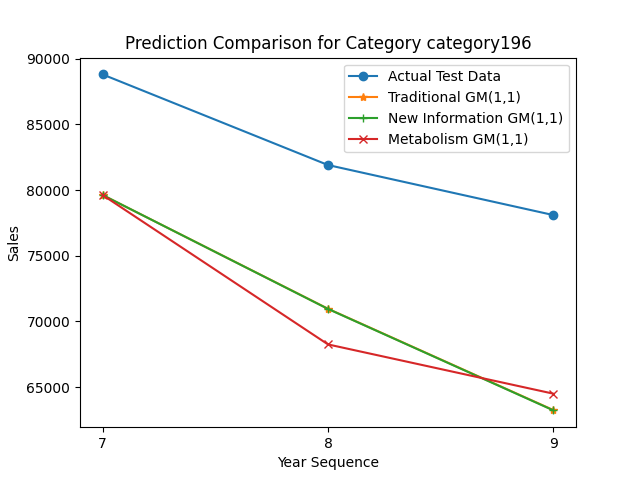 Prediction Comparison for Category category196
Actual Test Data
Traditional GM(1,1)
New Information GM(1,1)
Metabolism GM(1,1)
90000
85000
80000
75000
70000
65000
Sales
7
8
9
Year Sequence